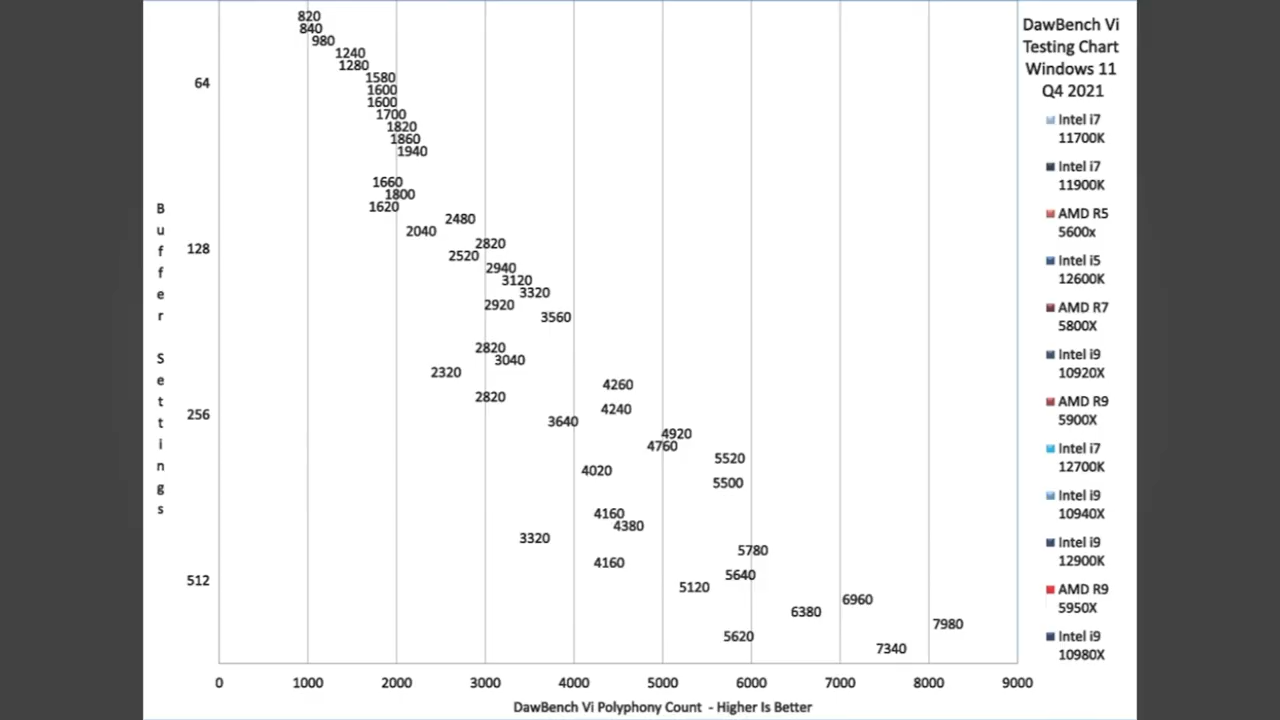 DawBench Vi
Testing Chart
Windows 11
Q4 2021
Intel i7
11700K
Intel i7
11900K
AMD R5
5600x
Intel i5
12600K
AMD R7
5800X
Intel i9
10920X
AMD R9
5900X
Intel i7
12700K
Intel i9
10940X
Intel i9
12900K
AMD R9
5950X
Intel i9
10980X
Buffer Settings
64
820
840
980
1240
1280
1580
1600
1600
1700
1820
1860
1940
128
1660
1800
1620
2480
2040
2820
2520
2940
3120
3320
2920
3560
256
2820
3040
2320
4260
2820
4240
3640
4920
4760
5520
4020
5500
512
4160
4380
3320
5780
4160
5640
5120
6960
6380
7980
5620
7340
0 1000 2000 3000 4000 5000 6000 7000 8000 9000
DawBench Vi Polyphony Count - Higher Is Better